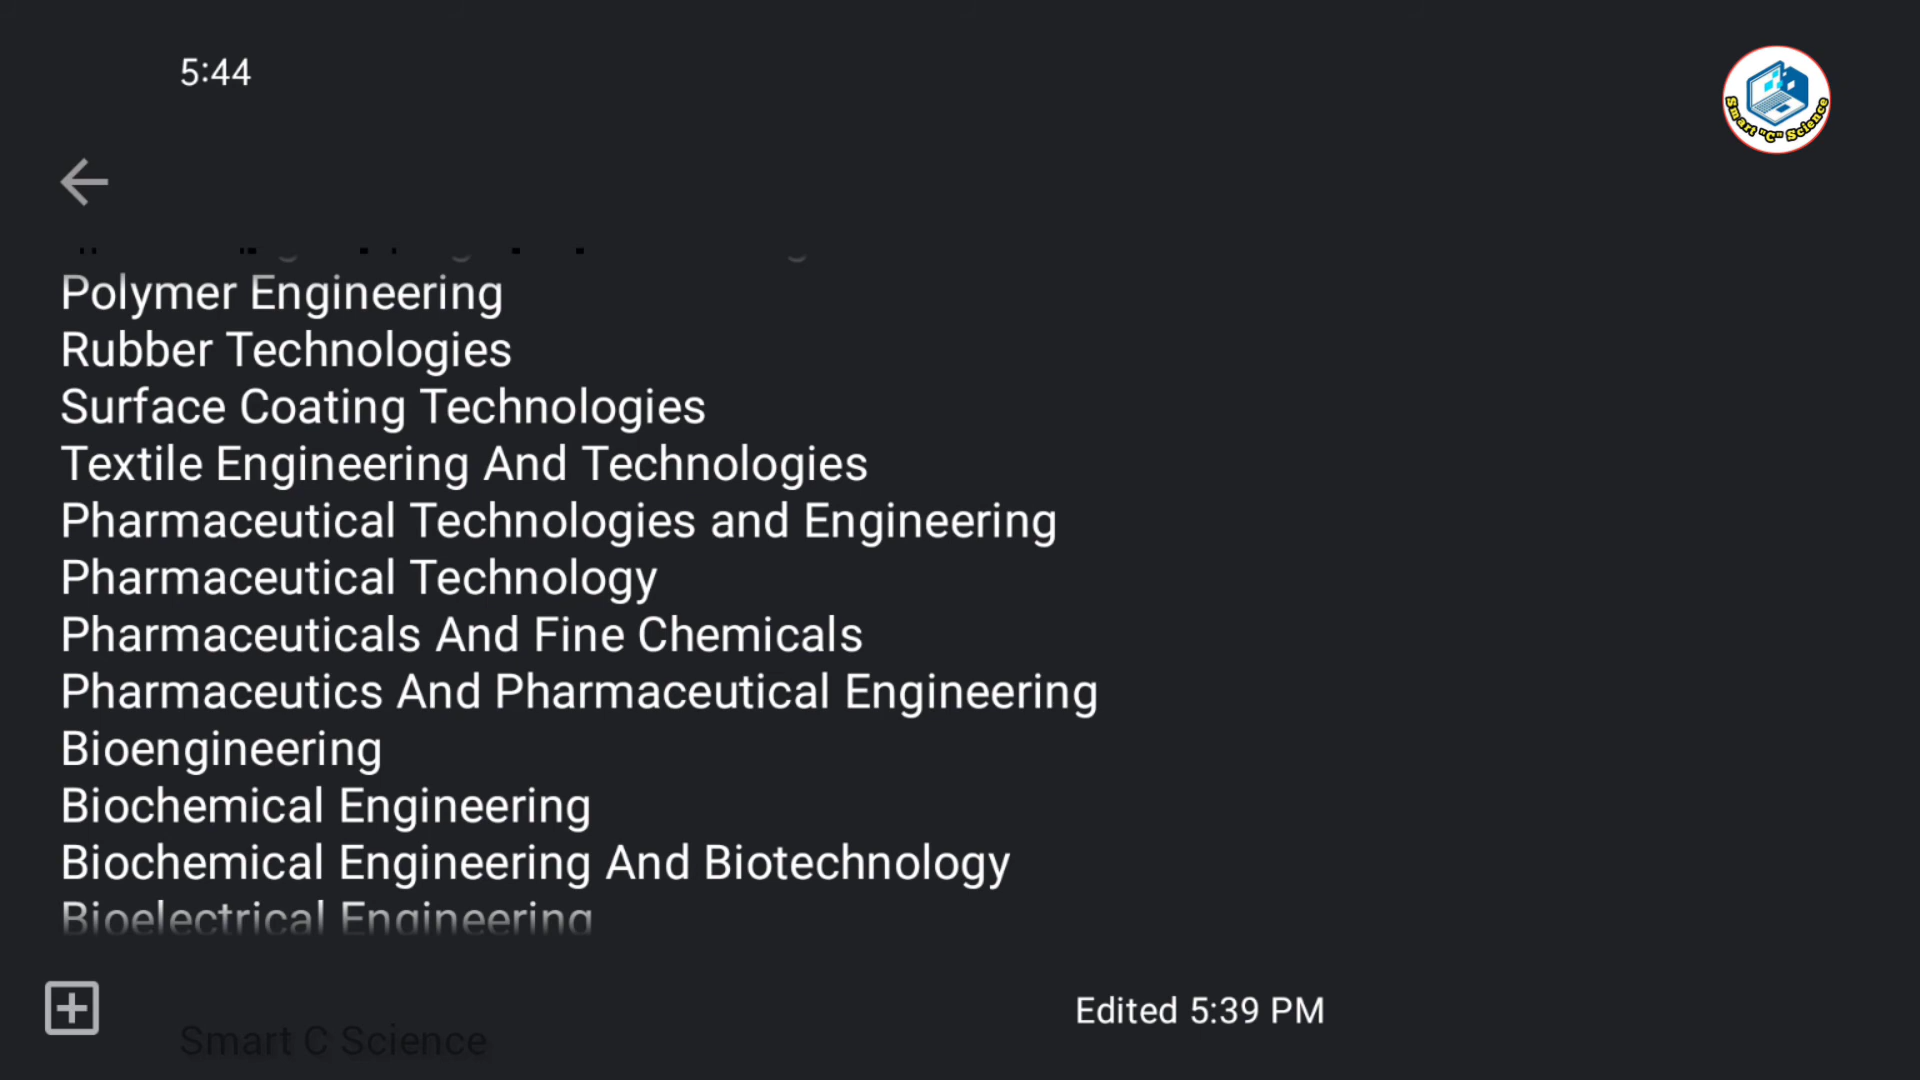 5:44
Smart "C" Science
Polymer Engineering
Rubber Technologies
Surface Coating Technologies
Textile Engineering And Technologies
Pharmaceutical Technologies and Engineering
Pharmaceutical Technology
Pharmaceuticals And Fine Chemicals
Pharmaceutics And Pharmaceutical Engineering
Bioengineering
Biochemical Engineering
Biochemical Engineering And Biotechnology
Bioelectrical Engineering
Edited 5:39 PM
Smart C Science